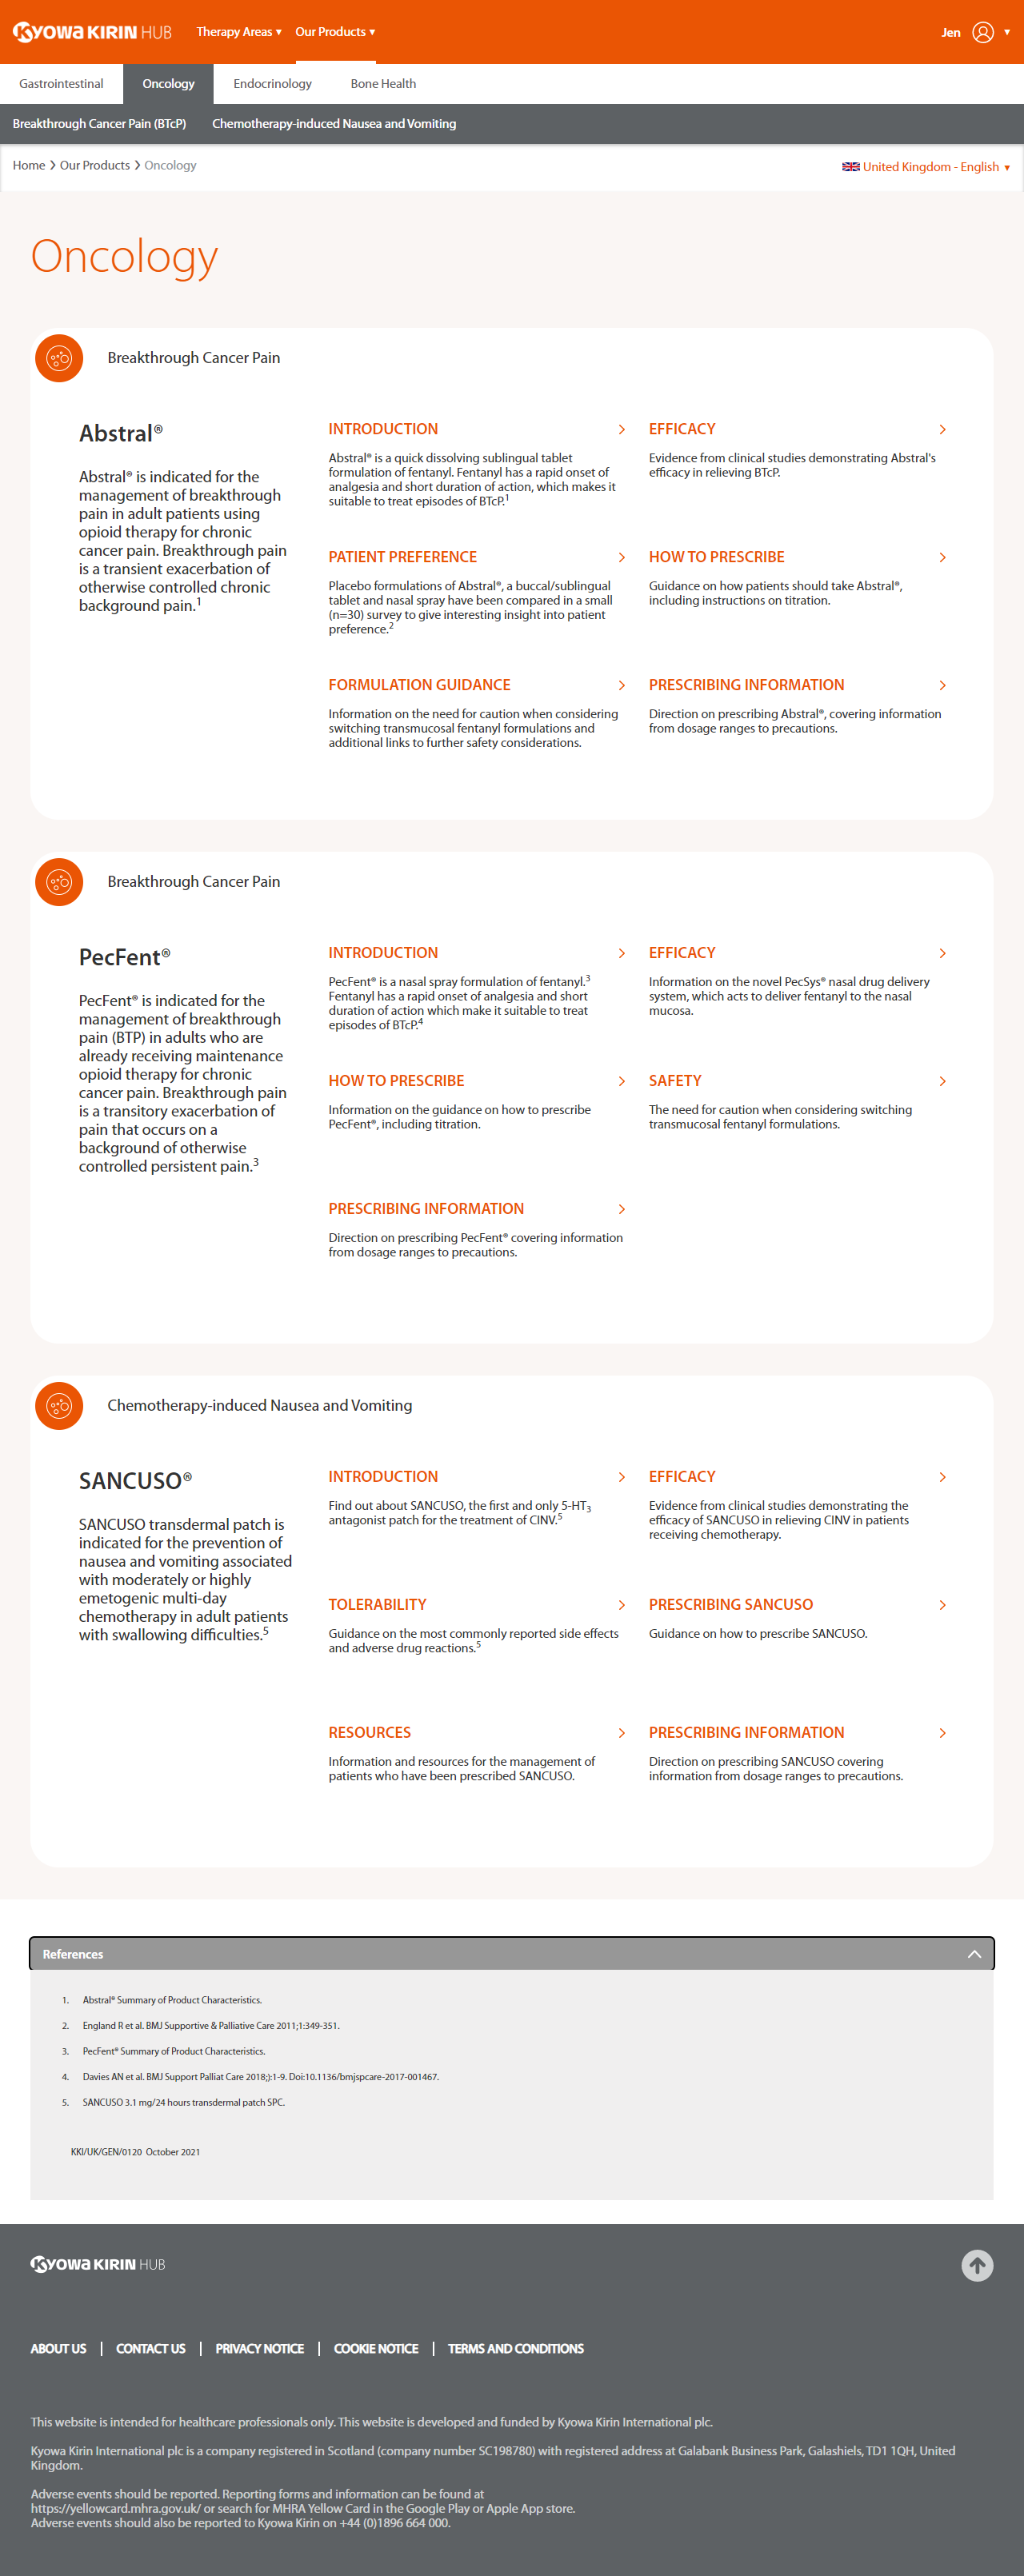 KYOWA KIRIN HUB
Therapy Areas ▾
Our Products ▾
Jen ▾
Gastrointestinal
Oncology
Endocrinology
Bone Health
Breakthrough Cancer Pain (BTcP)
Chemotherapy-induced Nausea and Vomiting
Home > Our Products > Oncology
United Kingdom - English ▾
Oncology
Breakthrough Cancer Pain
Abstral®
Abstral® is indicated for the
management of breakthrough
pain in adult patients using
opioid therapy for chronic
cancer pain. Breakthrough pain
is a transient exacerbation of
otherwise controlled chronic
background pain.1
INTRODUCTION
Abstral® is a quick dissolving sublingual tablet
formulation of fentanyl. Fentanyl has a rapid onset of
analgesia and short duration of action, which makes it
suitable to treat episodes of BTcP.1
EFFICACY
Evidence from clinical studies demonstrating Abstral's
efficacy in relieving BTcP.
PATIENT PREFERENCE
Placebo formulations of Abstral®, a buccal/sublingual
tablet and nasal spray have been compared in a small
(n=30) survey to give interesting insight into patient
preference.2
HOW TO PRESCRIBE
Guidance on how patients should take Abstral®,
including instructions on titration.
FORMULATION GUIDANCE
Information on the need for caution when considering
switching transmucosal fentanyl formulations and
additional links to further safety considerations.
PRESCRIBING INFORMATION
Direction on prescribing Abstral®, covering information
from dosage ranges to precautions.
Breakthrough Cancer Pain
PecFent®
PecFent® is indicated for the
management of breakthrough
pain (BTP) in adults who are
already receiving maintenance
opioid therapy for chronic
cancer pain. Breakthrough pain
is a transitory exacerbation of
pain that occurs on a
background of otherwise
controlled persistent pain.3
INTRODUCTION
PecFent® is a nasal spray formulation of fentanyl.3
Fentanyl has a rapid onset of analgesia and short
duration of action which make it suitable to treat
episodes of BTcP.4
EFFICACY
Information on the novel PecSys® nasal drug delivery
system, which acts to deliver fentanyl to the nasal
mucosa.
HOW TO PRESCRIBE
Information on the guidance on how to prescribe
PecFent®, including titration.
SAFETY
The need for caution when considering switching
transmucosal fentanyl formulations.
PRESCRIBING INFORMATION
Direction on prescribing PecFent® covering information
from dosage ranges to precautions.
Chemotherapy-induced Nausea and Vomiting
SANCUSO®
SANCUSO transdermal patch is
indicated for the prevention of
nausea and vomiting associated
with moderately or highly
emetogenic multi-day
chemotherapy in adult patients
with swallowing difficulties.5
INTRODUCTION
Find out about SANCUSO, the first and only 5-HT3
antagonist patch for the treatment of CINV.5
EFFICACY
Evidence from clinical studies demonstrating the
efficacy of SANCUSO in relieving CINV in patients
receiving chemotherapy.
TOLERABILITY
Guidance on the most commonly reported side effects
and adverse drug reactions.5
PRESCRIBING SANCUSO
Guidance on how to prescribe SANCUSO.
RESOURCES
Information and resources for the management of
patients who have been prescribed SANCUSO.
PRESCRIBING INFORMATION
Direction on prescribing SANCUSO covering
information from dosage ranges to precautions.
References
1. Abstral® Summary of Product Characteristics.
2. England R et al. BMJ Supportive & Palliative Care 2011;1:349-351.
3. PecFent® Summary of Product Characteristics.
4. Davies AN et al. BMJ Support Palliat Care 2018;):1-9. Doi:10.1136/bmjspcare-2017-001467.
5. SANCUSO 3.1 mg/24 hours transdermal patch SPC.
KKI/UK/GEN/0120 October 2021
KYOWA KIRIN HUB
ABOUT US | CONTACT US | PRIVACY NOTICE | COOKIE NOTICE | TERMS AND CONDITIONS
This website is intended for healthcare professionals only. This website is developed and funded by Kyowa Kirin International plc.
Kyowa Kirin International plc is a company registered in Scotland (company number SC198780) with registered address at Galabank Business Park, Galashiels, TD1 1QH, United
Kingdom.
Adverse events should be reported. Reporting forms and information can be found at
https://yellowcard.mhra.gov.uk/ or search for MHRA Yellow Card in the Google Play or Apple App store.
Adverse events should also be reported to Kyowa Kirin on +44 (0)1896 664 000.